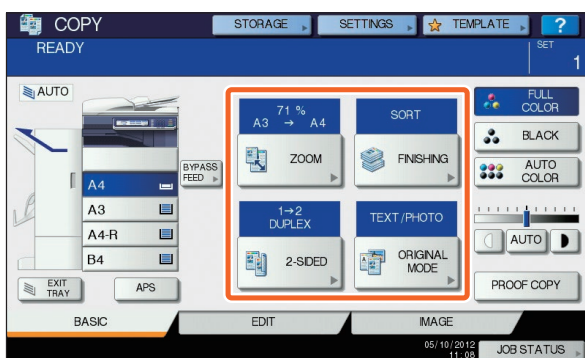 COPY
STORAGE
SETTINGS
TEMPLATE
?
READY
SET
1
AUTO
BYPASS
FEED
A4
A3
A4-R
B4
EXIT
TRAY
APS
71 %
A3 → A4
ZOOM
SORT
FINISHING
1→2
DUPLEX
2-SIDED
TEXT/PHOTO
ORIGINAL
MODE
FULL
COLOR
BLACK
AUTO
COLOR
AUTO
PROOF COPY
BASIC
EDIT
IMAGE
05/10/2012
11:08
JOB STATUS